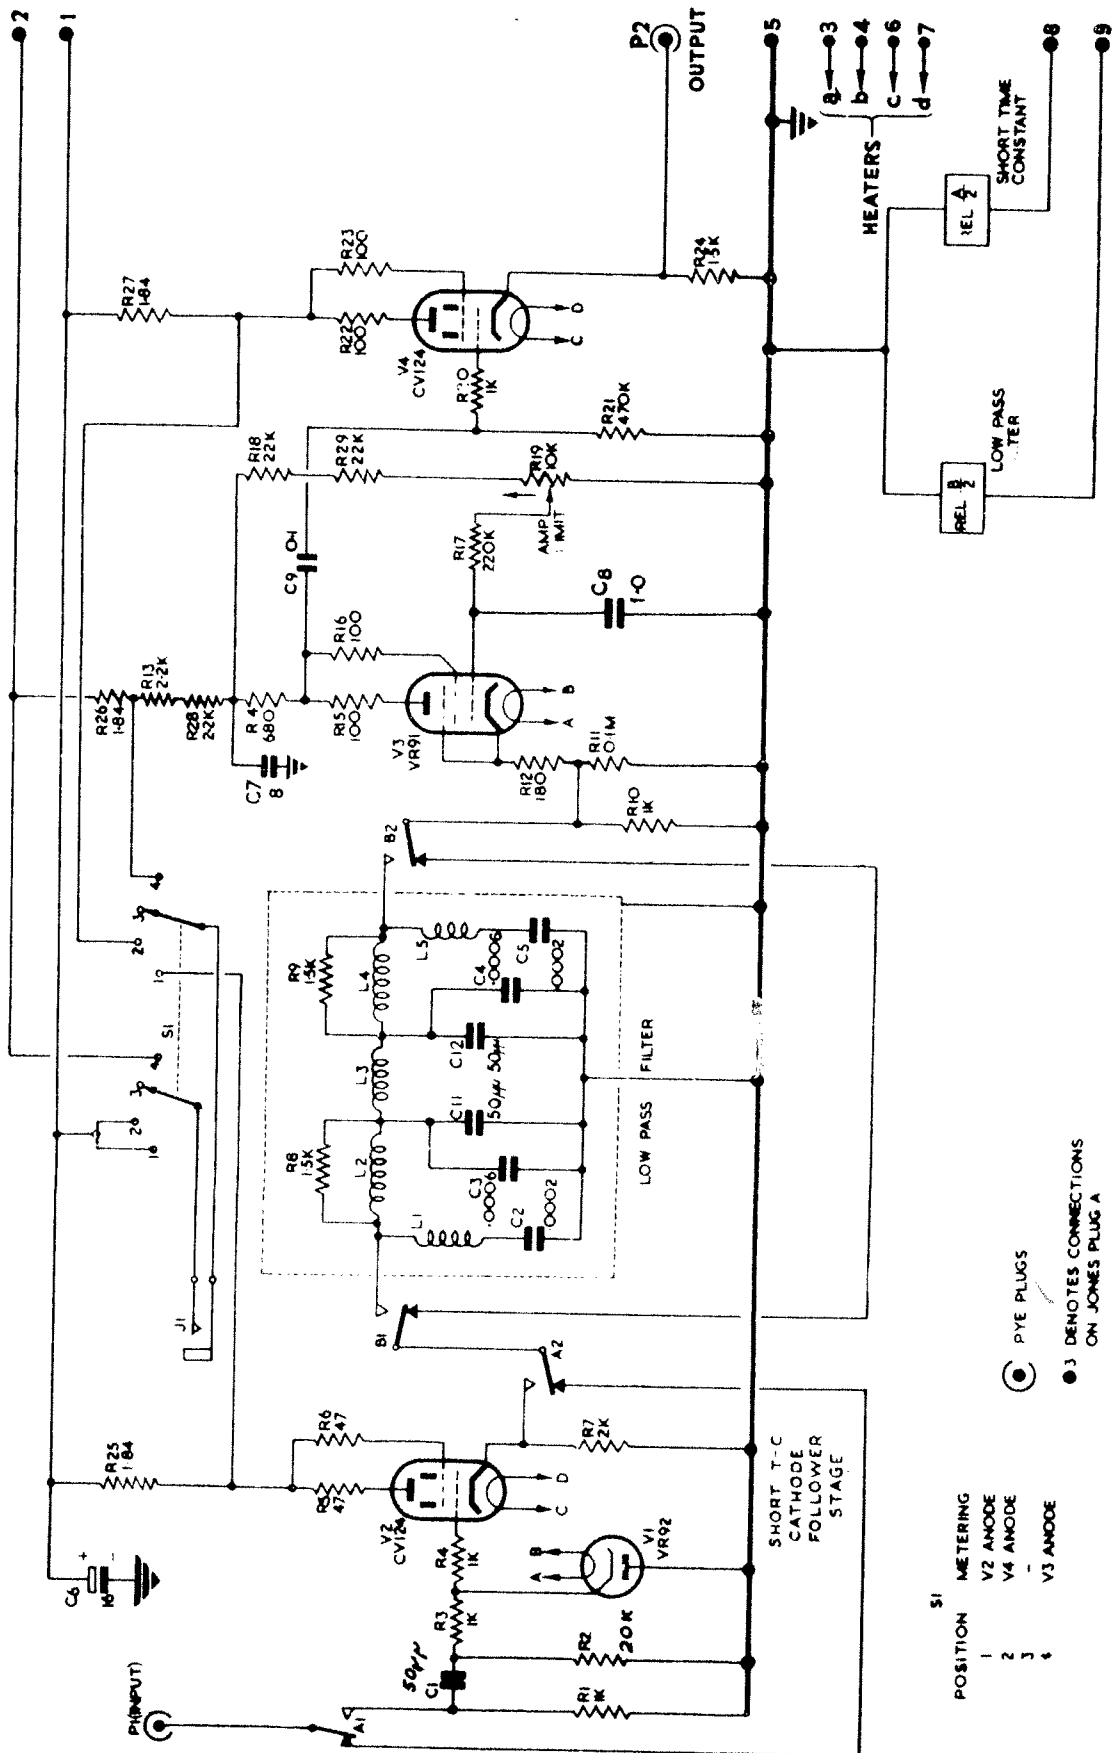 2
1
P2
OUTPUT
5
3
4
6
7
a
b
c
d
HEATERS
8
9
SHORT TIME
CONSTANT
A
2
LOW PASS
REL B
2
R27
1·84
R23
100
R22
100
V4
CV124
C
D
R24
1·5K
1K
R21
470K
R18
22K
R29
22K
R19
10K
AMP
R17
220K
C9
C8
1·0
R16
100
R15
100
680
R26
1·84
R13
2·2K
R28
2·2K
C7
8
V3
VR91
A
B
R12
180
R11
0·1M
R10
1K
B2
4
3
2
1
S1
4
3
2
1
J1
R9
1·5K
L4
L5
C4
·0006
C5
·0002
C12
50µµ
L3
C11
50µµ
R8
1·5K
L2
L1
C3
·0006
C2
·0002
LOW PASS FILTER
B1
A2
R25
1·84
R6
47
R5
47
V2
CV124
C
D
R7
2K
SHORT T-C
CATHODE
FOLLOWER
STAGE
R4
1K
R3
1K
V1
VR92
A
B
C6
16
+
-
P1(INPUT)
A1
50µµ
C1
R2
20K
R1
1K
PYE PLUGS
3 DENOTES CONNECTIONS
ON JONES PLUG A
S1
POSITION METERING
1 V2 ANODE
2 V4 ANODE
3 -
4 V3 ANODE